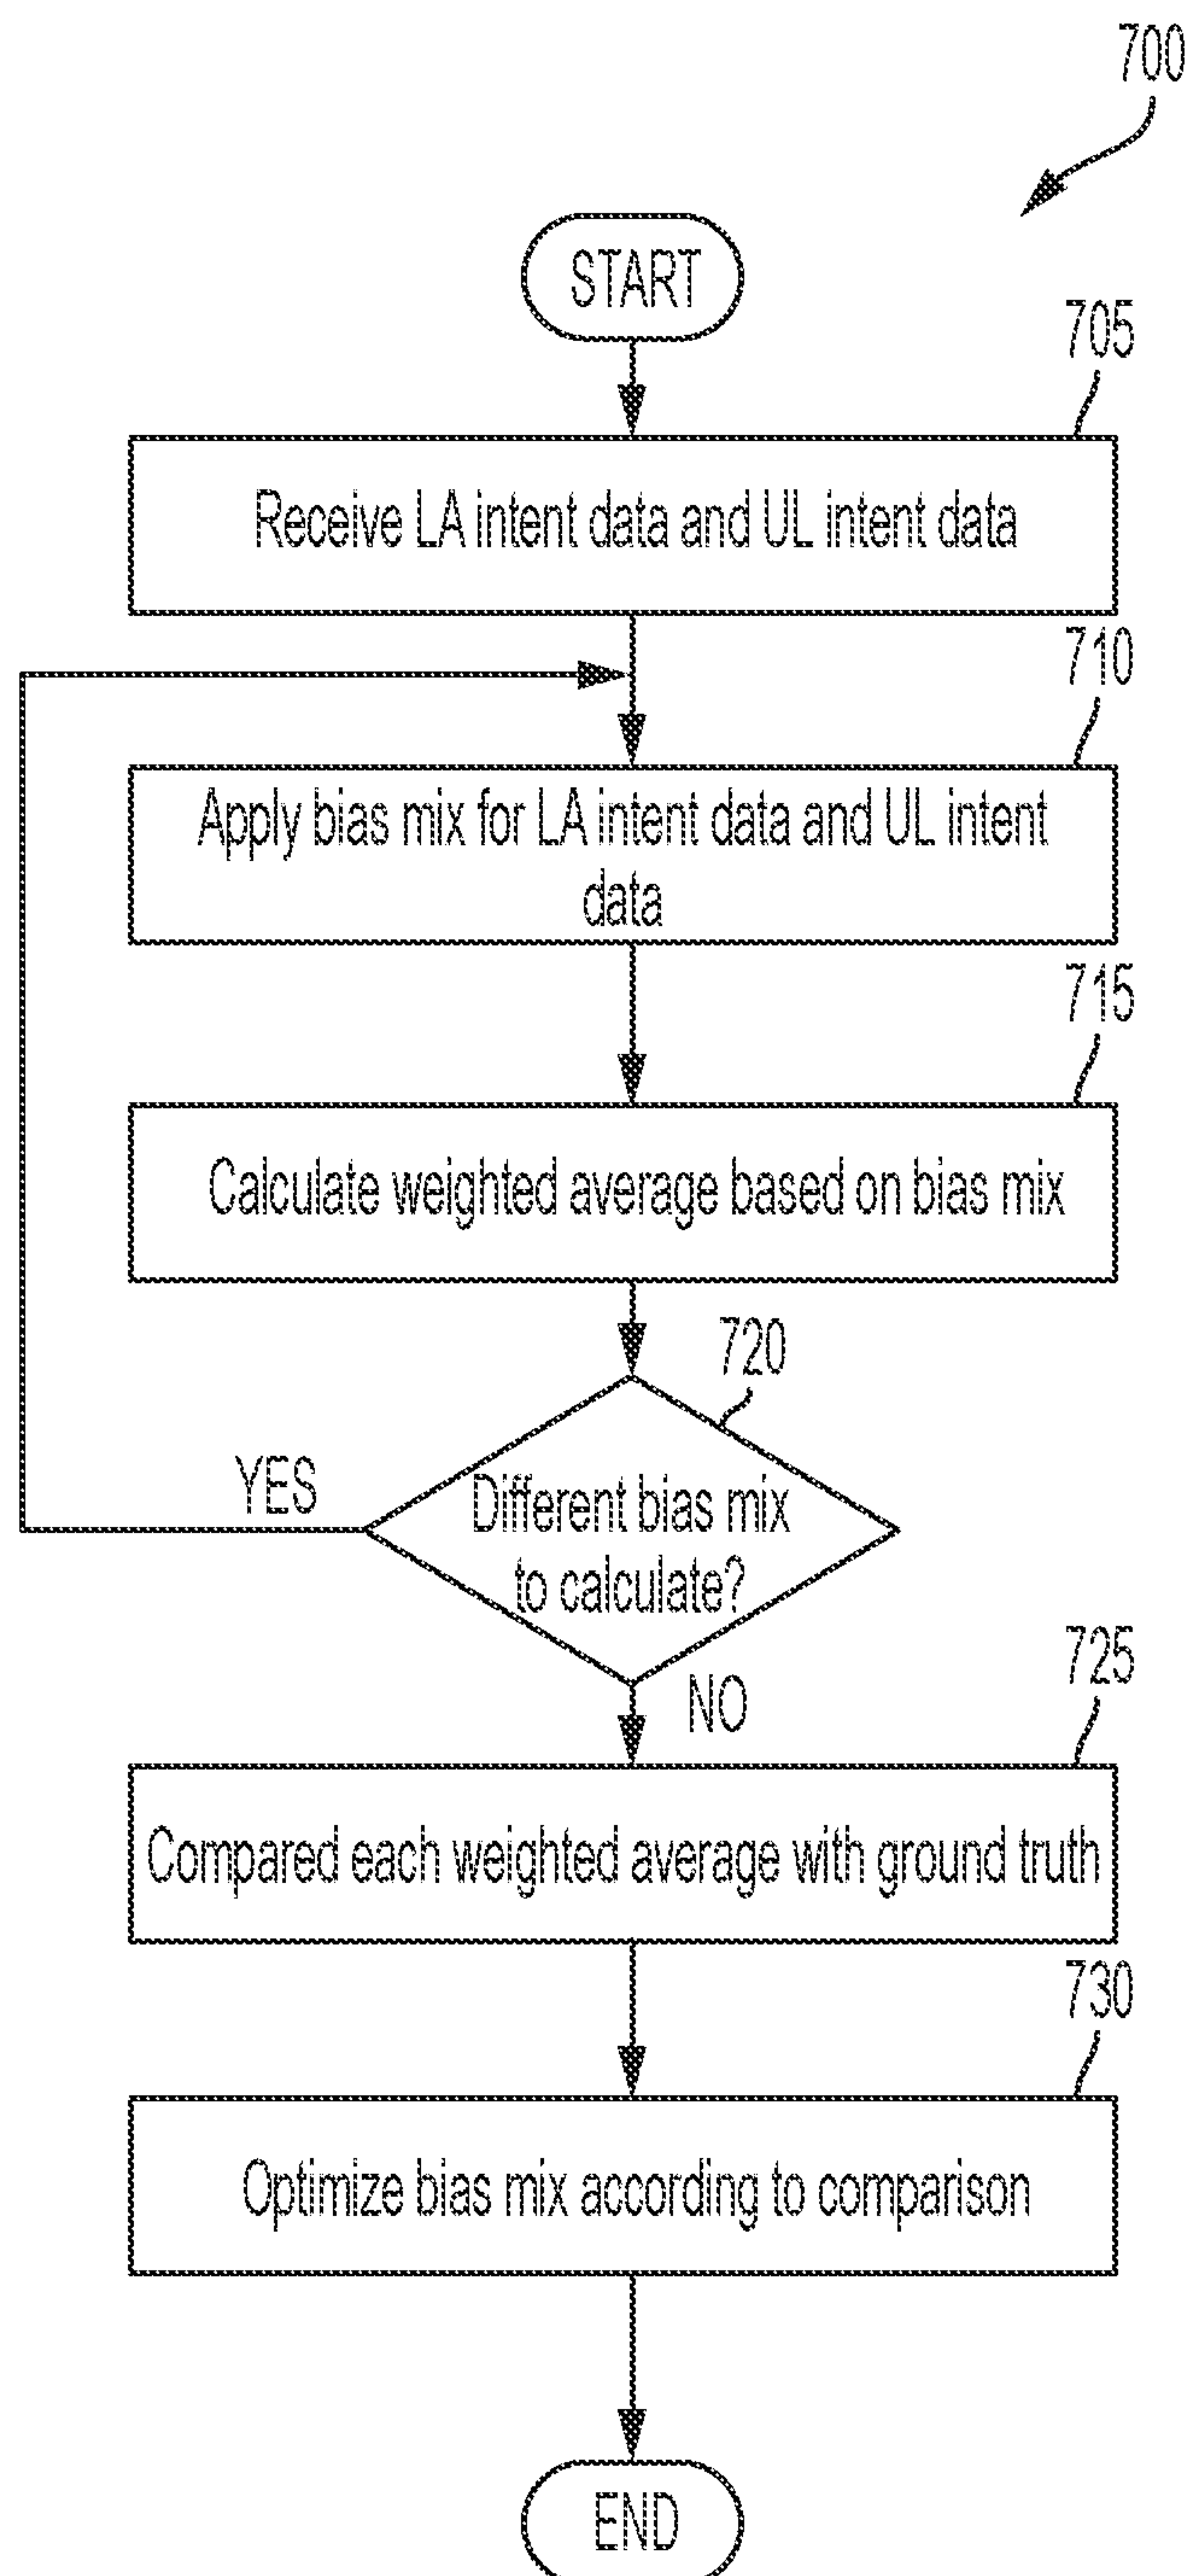 700
START
705
Receive LA intent data and UL intent data
710
Apply bias mix for LA intent data and UL intent
data
715
Calculate weighted average based on bias mix
720
Different bias mix
to calculate?
YES
NO
725
Compared each weighted average with ground truth
730
Optimize bias mix according to comparison
END